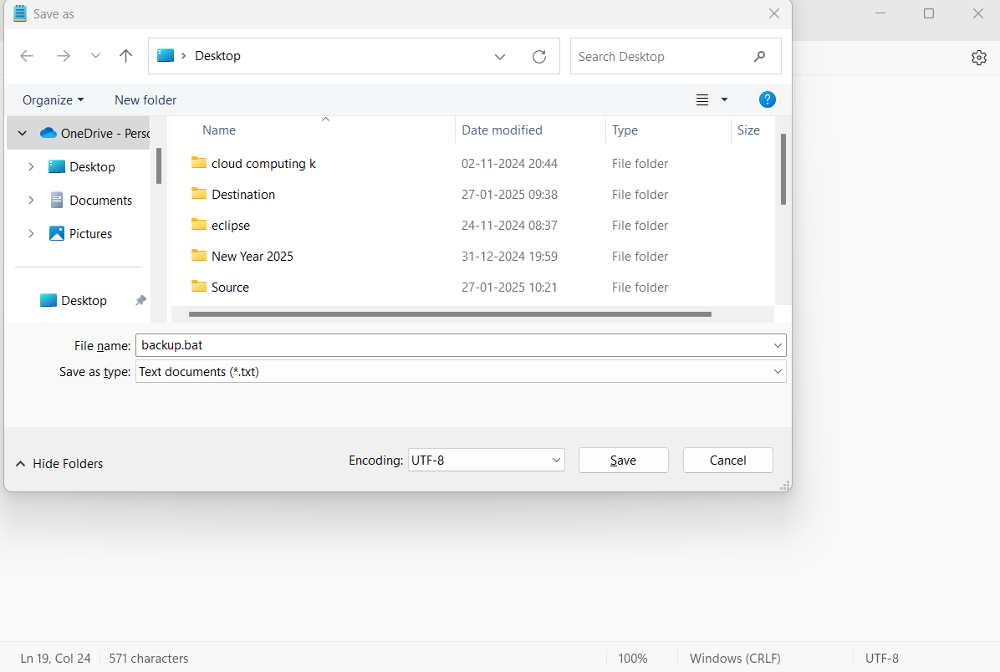 Save as
Desktop
Search Desktop
Organize
New folder
?
OneDrive - Perso
Desktop
Documents
Pictures
Desktop
Name Date modified Type Size
cloud computing k 02-11-2024 20:44 File folder
Destination 27-01-2025 09:38 File folder
eclipse 24-11-2024 08:37 File folder
New Year 2025 31-12-2024 19:59 File folder
Source 27-01-2025 10:21 File folder
File name: backup.bat
Save as type: Text documents (*.txt)
Hide Folders
Encoding: UTF-8
Save
Cancel
Ln 19, Col 24 571 characters 100% Windows (CRLF) UTF-8